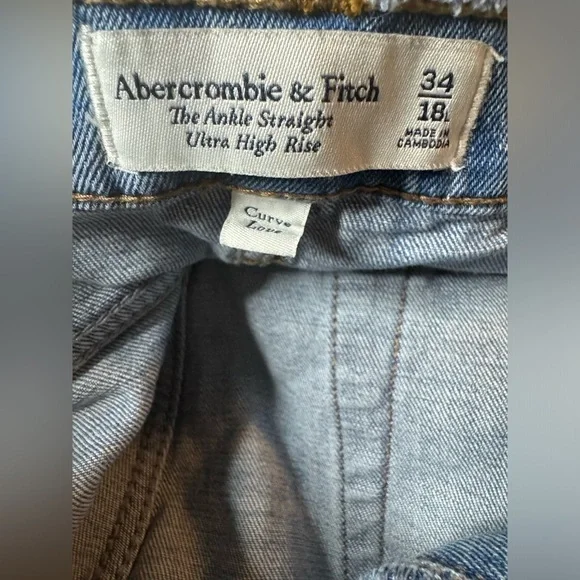 Abercrombie & Fitch
The Ankle Straight
Ultra High Rise
34
18L
MADE IN
CAMBODIA
Curve
Love